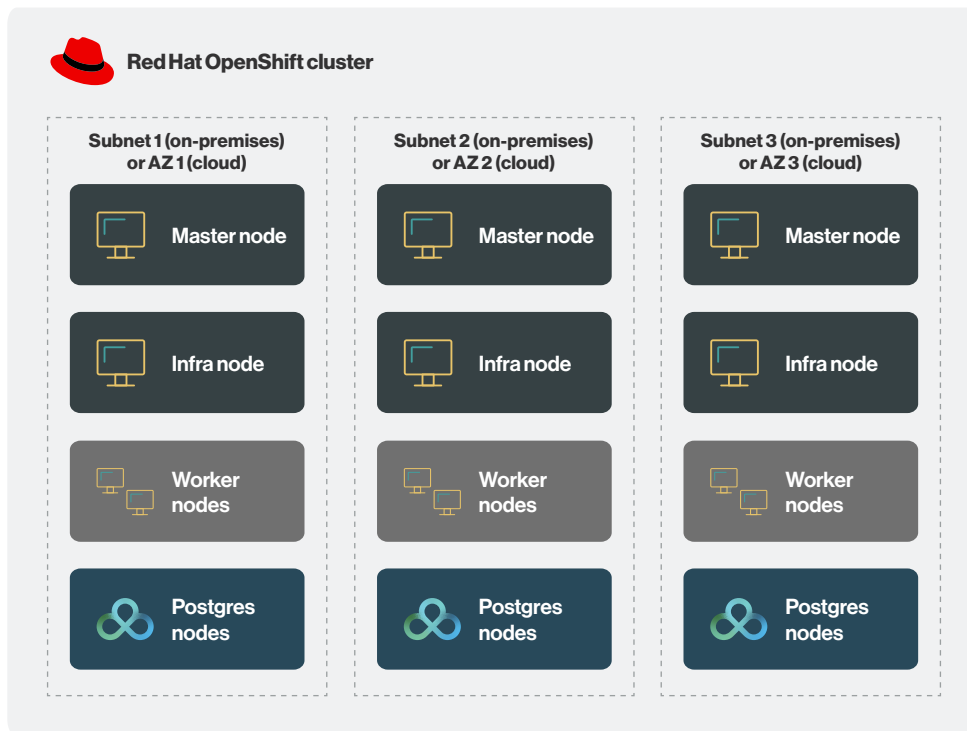 Red Hat OpenShift cluster
Subnet 1 (on-premises)
or AZ 1 (cloud)
Master node
Infra node
Worker
nodes
Postgres
nodes
Subnet 2 (on-premises)
or AZ 2 (cloud)
Master node
Infra node
Worker
nodes
Postgres
nodes
Subnet 3 (on-premises)
or AZ 3 (cloud)
Master node
Infra node
Worker
nodes
Postgres
nodes